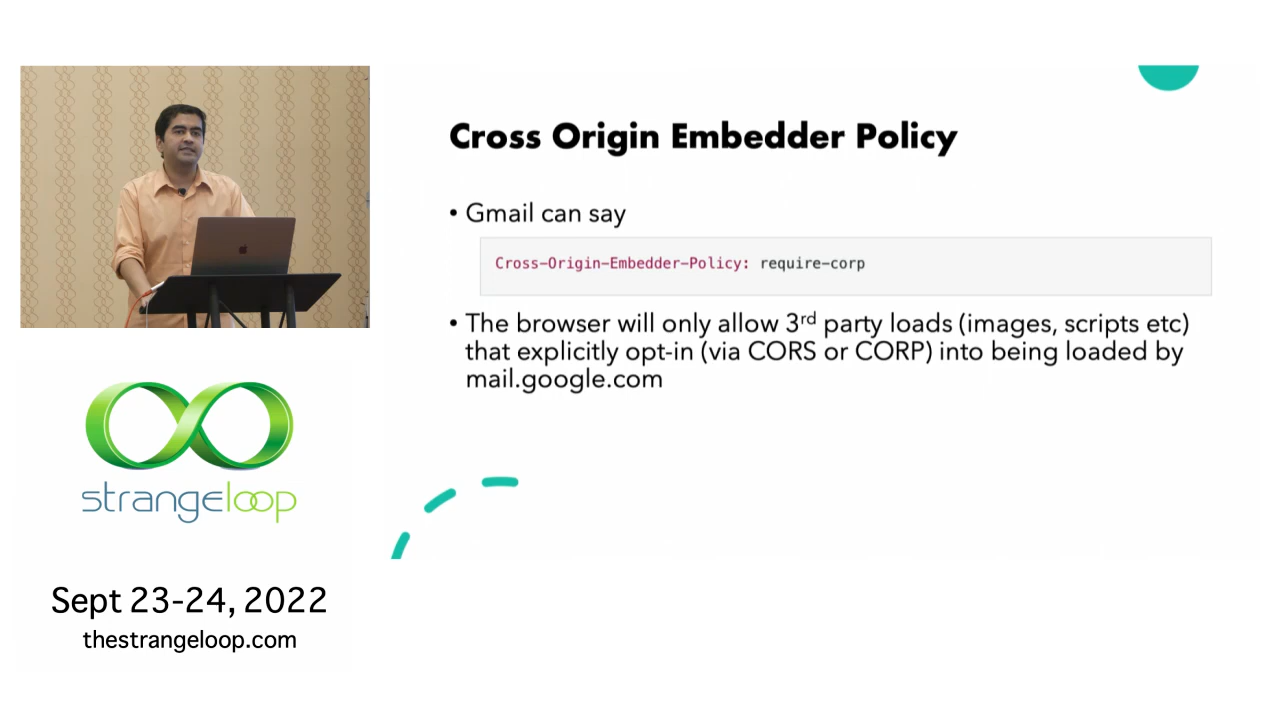 Cross Origin Embedder Policy
• Gmail can say
Cross-Origin-Embedder-Policy: require-corp
• The browser will only allow 3rd party loads (images, scripts etc)
that explicitly opt-in (via CORS or CORP) into being loaded by
mail.google.com
strangeloop
Sept 23-24, 2022
thestrangeloop.com